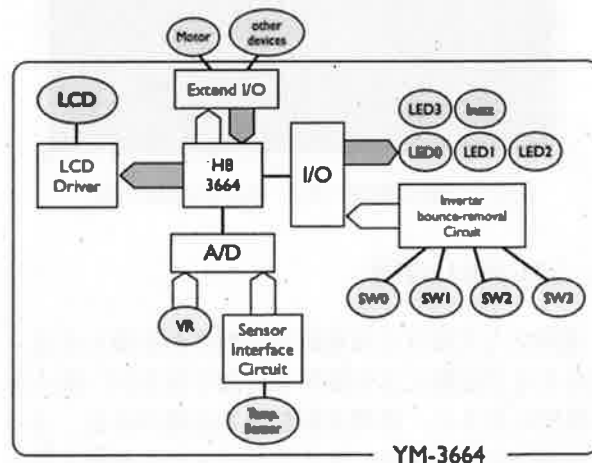 Motor
other
devices
Extend I/O
LCD
LCD
Driver
H8
3664
I/O
LED3
buzz
LED0
LED1
LED2
Inverter
bounce-removal
Circuit
A/D
SW0
SW1
SW2
SW3
VR
Sensor
Interface
Circuit
Temp.
Sensor
YM-3664